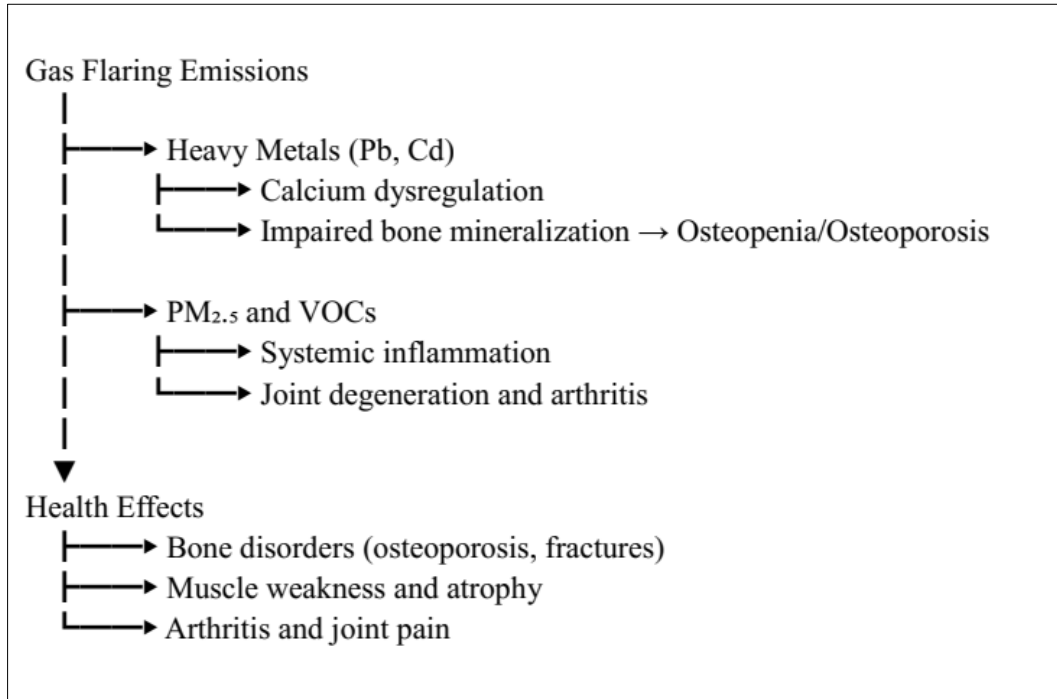 Gas Flaring Emissions
Heavy Metals (Pb, Cd)
Calcium dysregulation
Impaired bone mineralization → Osteopenia/Osteoporosis
PM₂.₅ and VOCs
Systemic inflammation
Joint degeneration and arthritis
Health Effects
Bone disorders (osteoporosis, fractures)
Muscle weakness and atrophy
Arthritis and joint pain